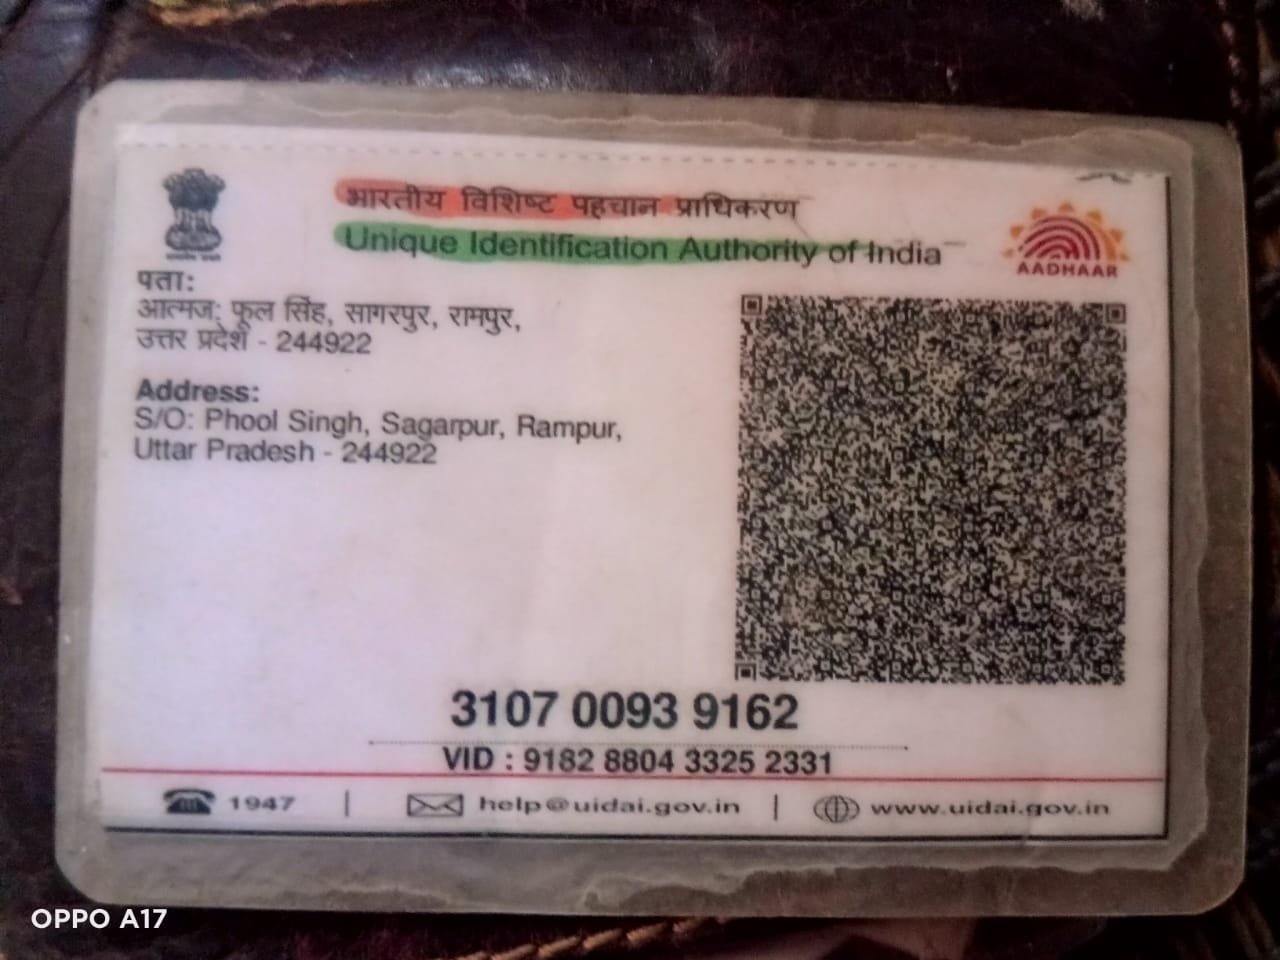 भारतीय विशिष्ट पहचान प्राधिकरण
Unique Identification Authority of India
AADHAAR
पता:
आत्मज: फूल सिंह, सागरपुर, रामपुर,
उत्तर प्रदेश - 244922
Address:
S/O: Phool Singh, Sagarpur, Rampur,
Uttar Pradesh - 244922
3107 0093 9162
VID : 9182 8804 3325 2331
1947 | help@uidai.gov.in | www.uidai.gov.in
OPPO A17